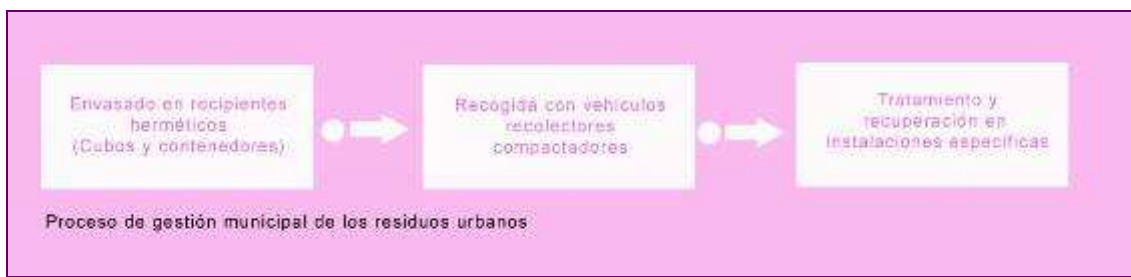 Envasado en recipientes
herméticos
(Cubos y contenedores)
Recogida con vehículos
recolectores
compactadores
Tratamiento y
recuperación en
instalaciones específicas
Proceso de gestión municipal de los residuos urbanos